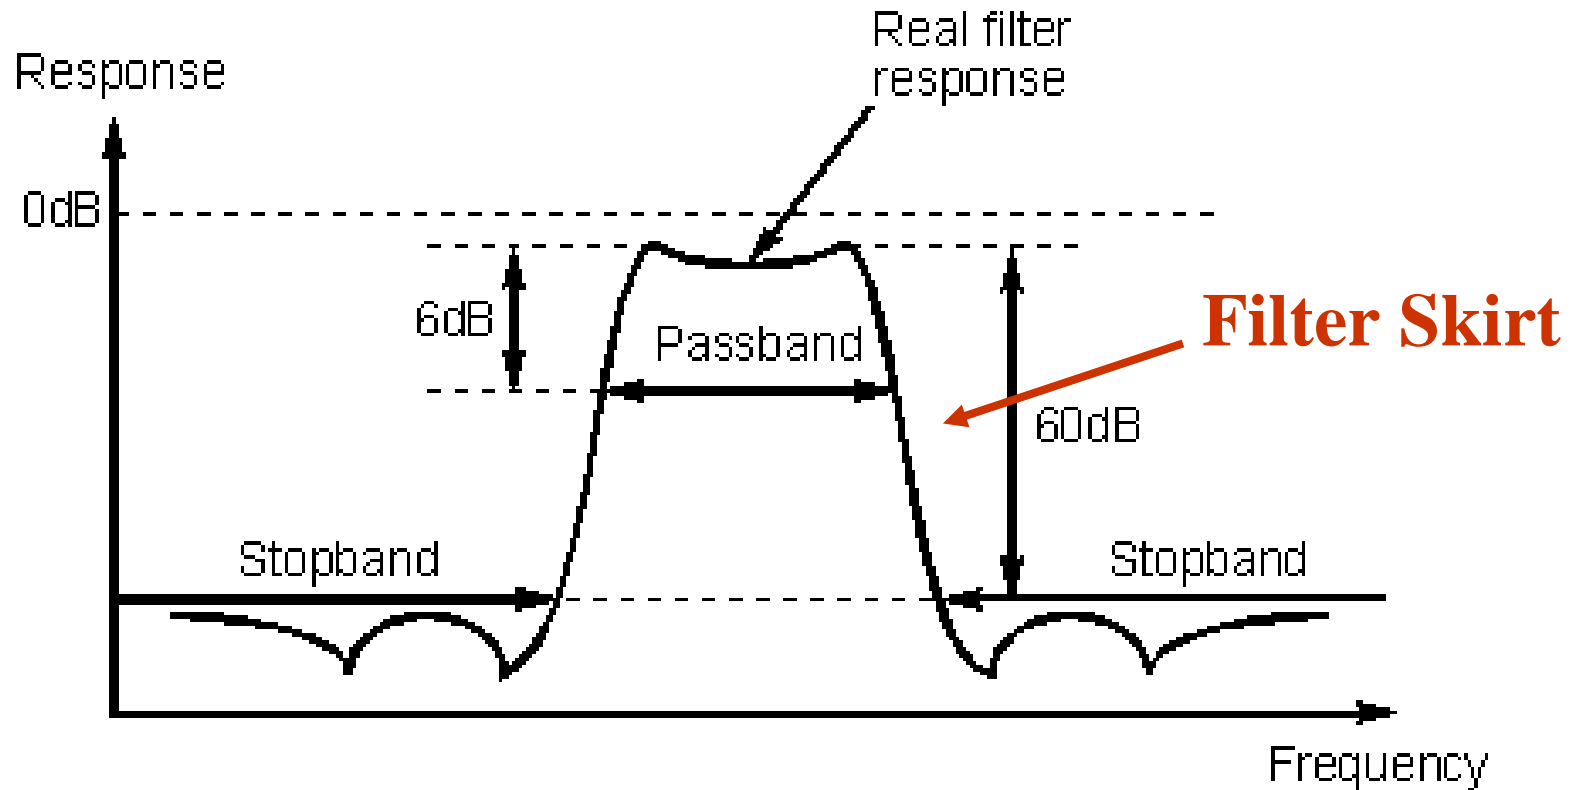 Real filter
response
Response
0dB
6dB
Passband
Filter Skirt
60dB
Stopband
Stopband
Frequency